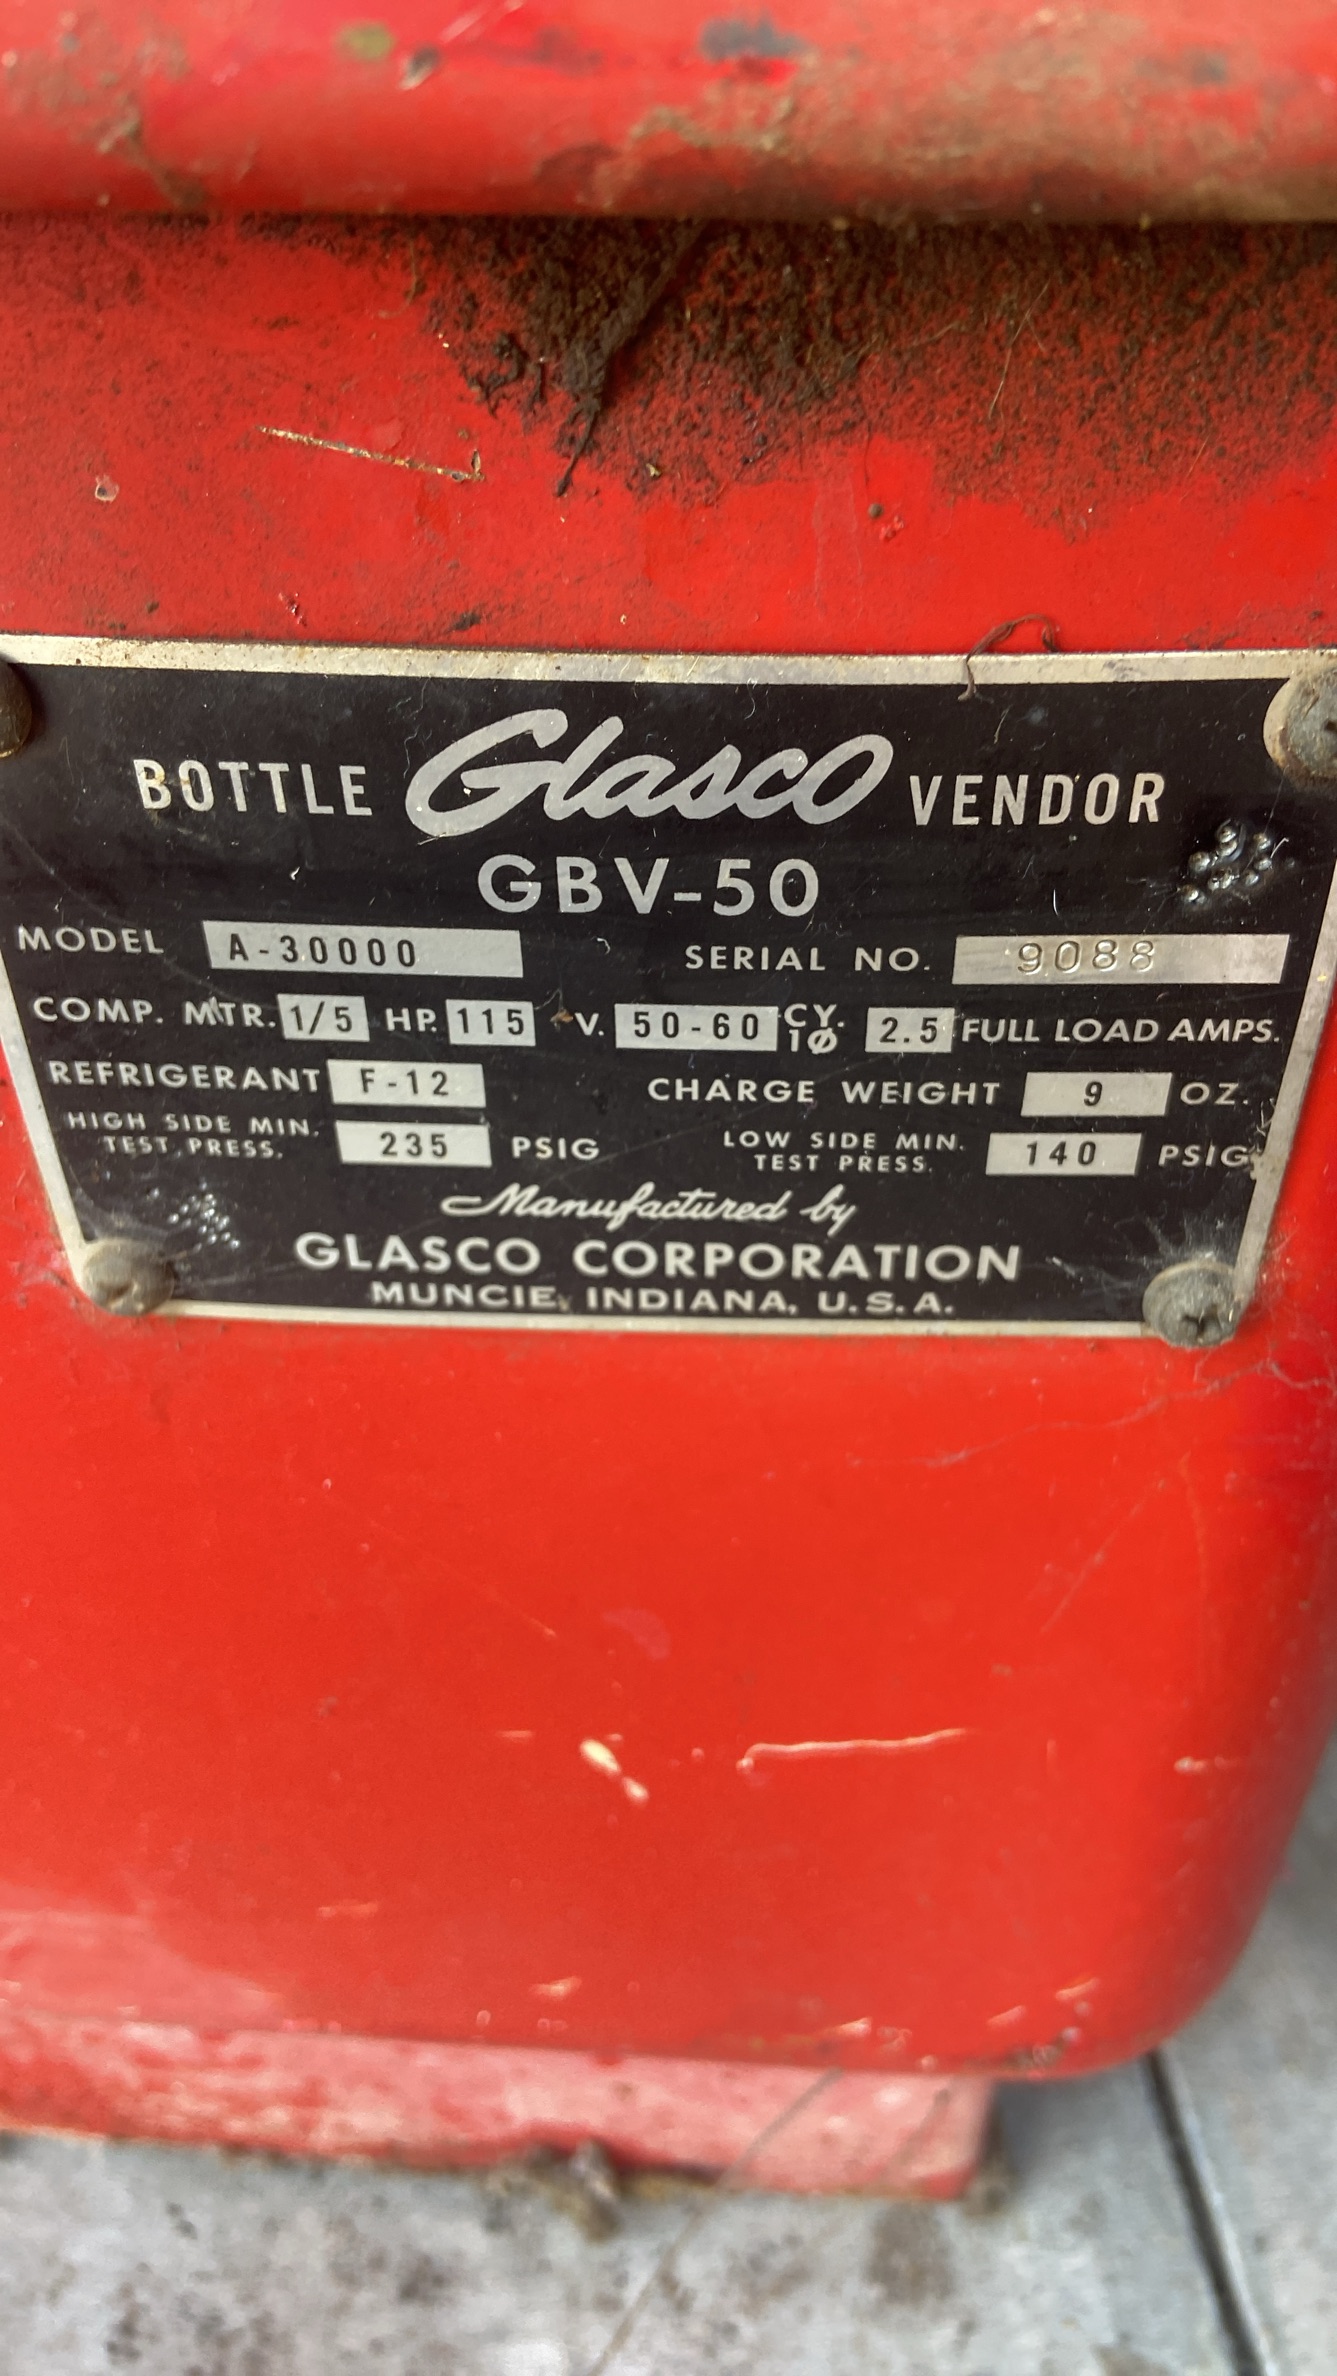 BOTTLE Glasco VENDOR
GBV-50
MODEL A-30000 SERIAL NO. 9088
COMP. MTR. 1/5 HP. 115 V. 50-60 CY. 1Ø 2.5 FULL LOAD AMPS.
REFRIGERANT F-12 CHARGE WEIGHT 9 OZ.
HIGH SIDE MIN. TEST PRESS. 235 PSIG LOW SIDE MIN. TEST PRESS. 140 PSIG
Manufactured by
GLASCO CORPORATION
MUNCIE, INDIANA, U.S.A.